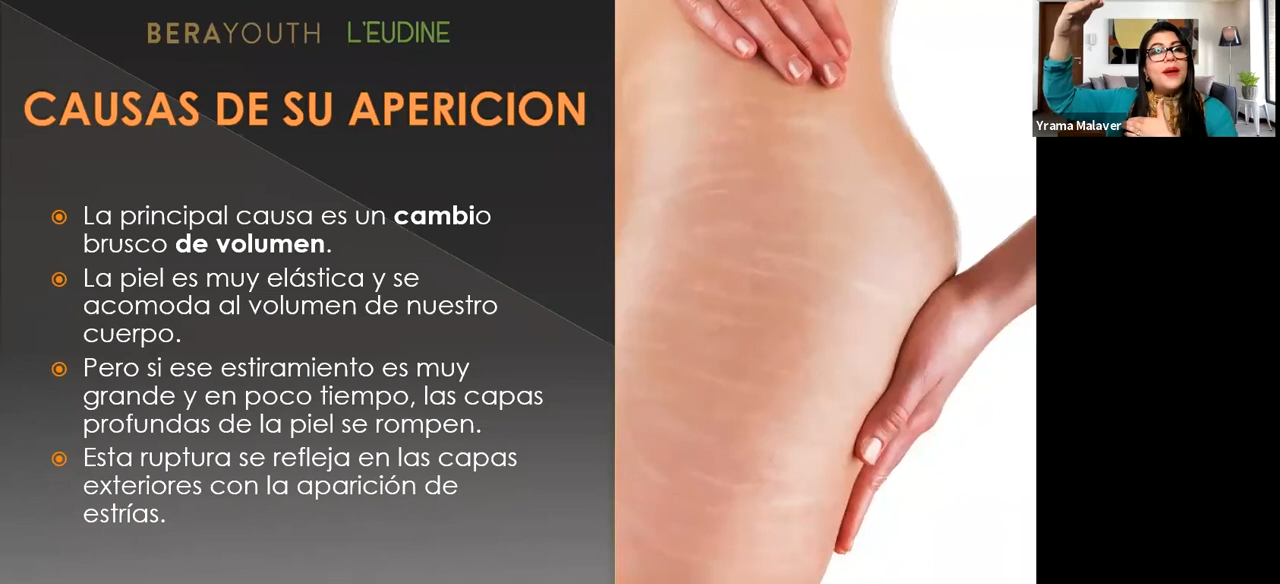 BERAYOUTH L'EUDINE
CAUSAS DE SU APERICION
La principal causa es un cambio
brusco de volumen.
La piel es muy elástica y se
acomoda al volumen de nuestro
cuerpo.
Pero si ese estiramiento es muy
grande y en poco tiempo, las capas
profundas de la piel se rompen.
Esta ruptura se refleja en las capas
exteriores con la aparición de
estrías.
Yrama Malaver